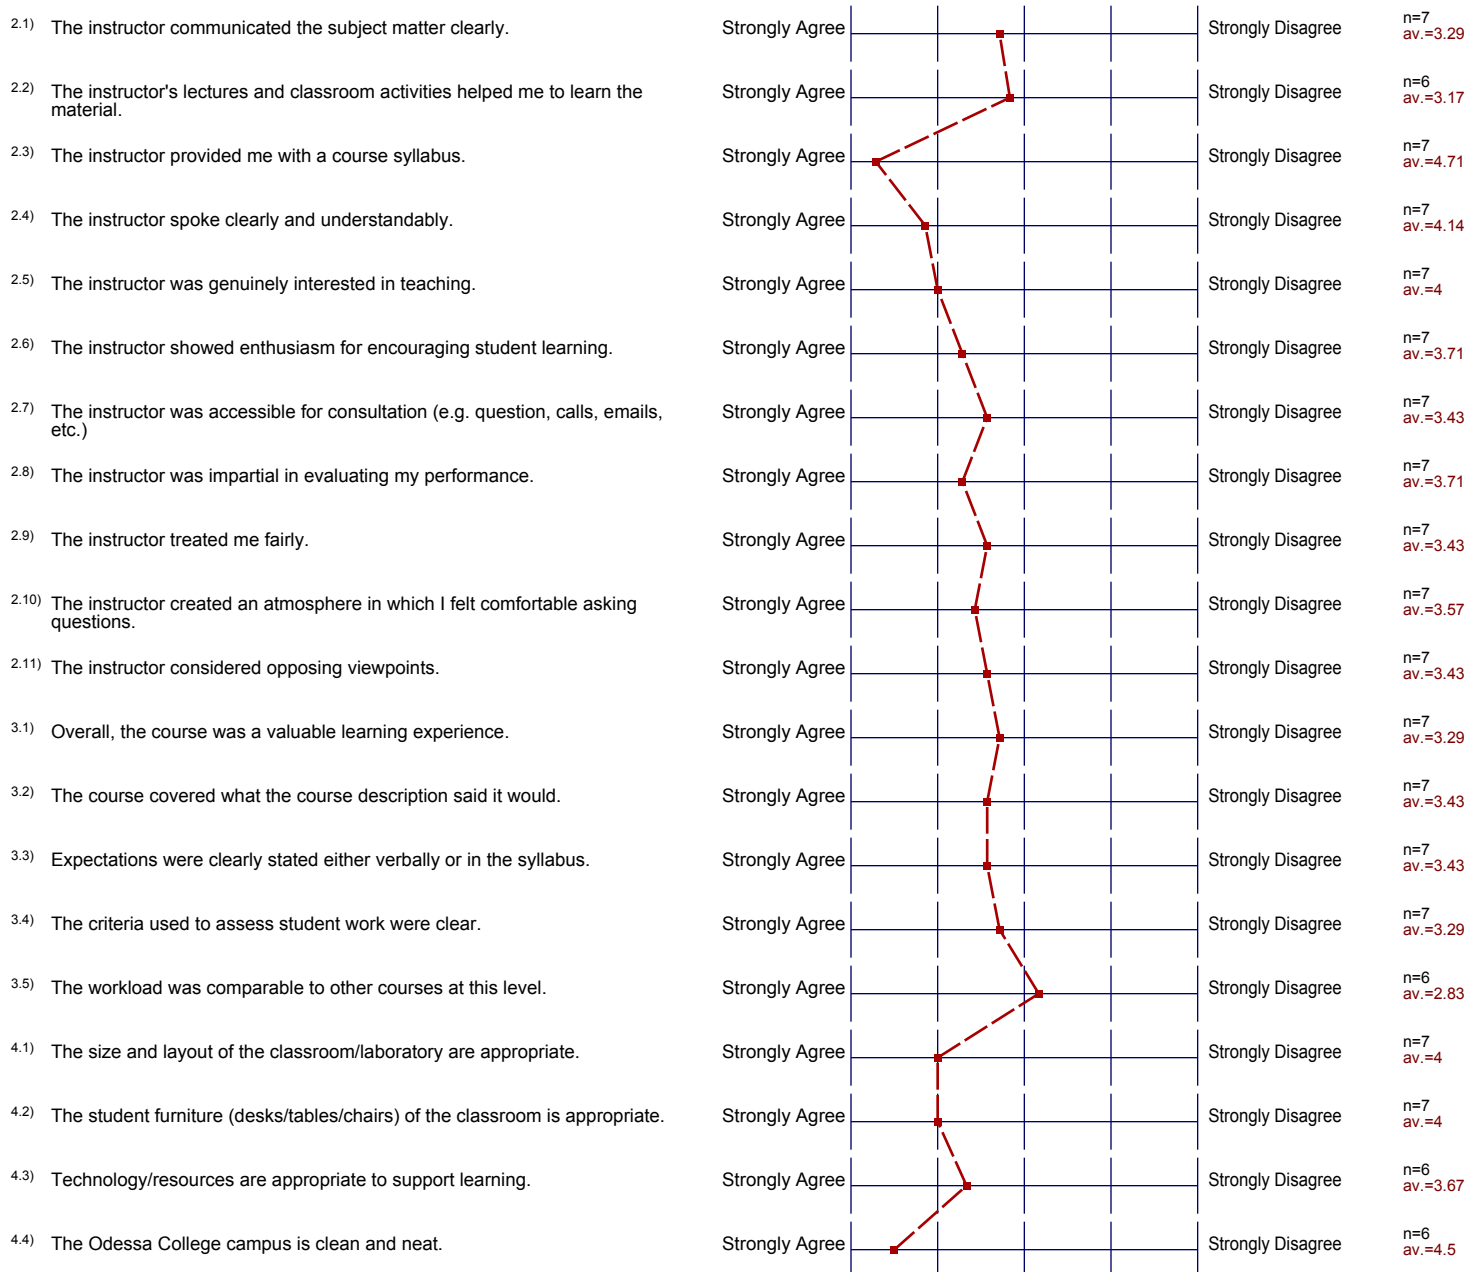 2.1) The instructor communicated the subject matter clearly. Strongly Agree Strongly Disagree n=7
av.=3.29
2.2) The instructor's lectures and classroom activities helped me to learn the
material. Strongly Agree Strongly Disagree n=6
av.=3.17
2.3) The instructor provided me with a course syllabus. Strongly Agree Strongly Disagree n=7
av.=4.71
2.4) The instructor spoke clearly and understandably. Strongly Agree Strongly Disagree n=7
av.=4.14
2.5) The instructor was genuinely interested in teaching. Strongly Agree Strongly Disagree n=7
av.=4
2.6) The instructor showed enthusiasm for encouraging student learning. Strongly Agree Strongly Disagree n=7
av.=3.71
2.7) The instructor was accessible for consultation (e.g. question, calls, emails,
etc.) Strongly Agree Strongly Disagree n=7
av.=3.43
2.8) The instructor was impartial in evaluating my performance. Strongly Agree Strongly Disagree n=7
av.=3.71
2.9) The instructor treated me fairly. Strongly Agree Strongly Disagree n=7
av.=3.43
2.10) The instructor created an atmosphere in which I felt comfortable asking
questions. Strongly Agree Strongly Disagree n=7
av.=3.57
2.11) The instructor considered opposing viewpoints. Strongly Agree Strongly Disagree n=7
av.=3.43
3.1) Overall, the course was a valuable learning experience. Strongly Agree Strongly Disagree n=7
av.=3.29
3.2) The course covered what the course description said it would. Strongly Agree Strongly Disagree n=7
av.=3.43
3.3) Expectations were clearly stated either verbally or in the syllabus. Strongly Agree Strongly Disagree n=7
av.=3.43
3.4) The criteria used to assess student work were clear. Strongly Agree Strongly Disagree n=7
av.=3.29
3.5) The workload was comparable to other courses at this level. Strongly Agree Strongly Disagree n=6
av.=2.83
4.1) The size and layout of the classroom/laboratory are appropriate. Strongly Agree Strongly Disagree n=7
av.=4
4.2) The student furniture (desks/tables/chairs) of the classroom is appropriate. Strongly Agree Strongly Disagree n=7
av.=4
4.3) Technology/resources are appropriate to support learning. Strongly Agree Strongly Disagree n=6
av.=3.67
4.4) The Odessa College campus is clean and neat. Strongly Agree Strongly Disagree n=6
av.=4.5